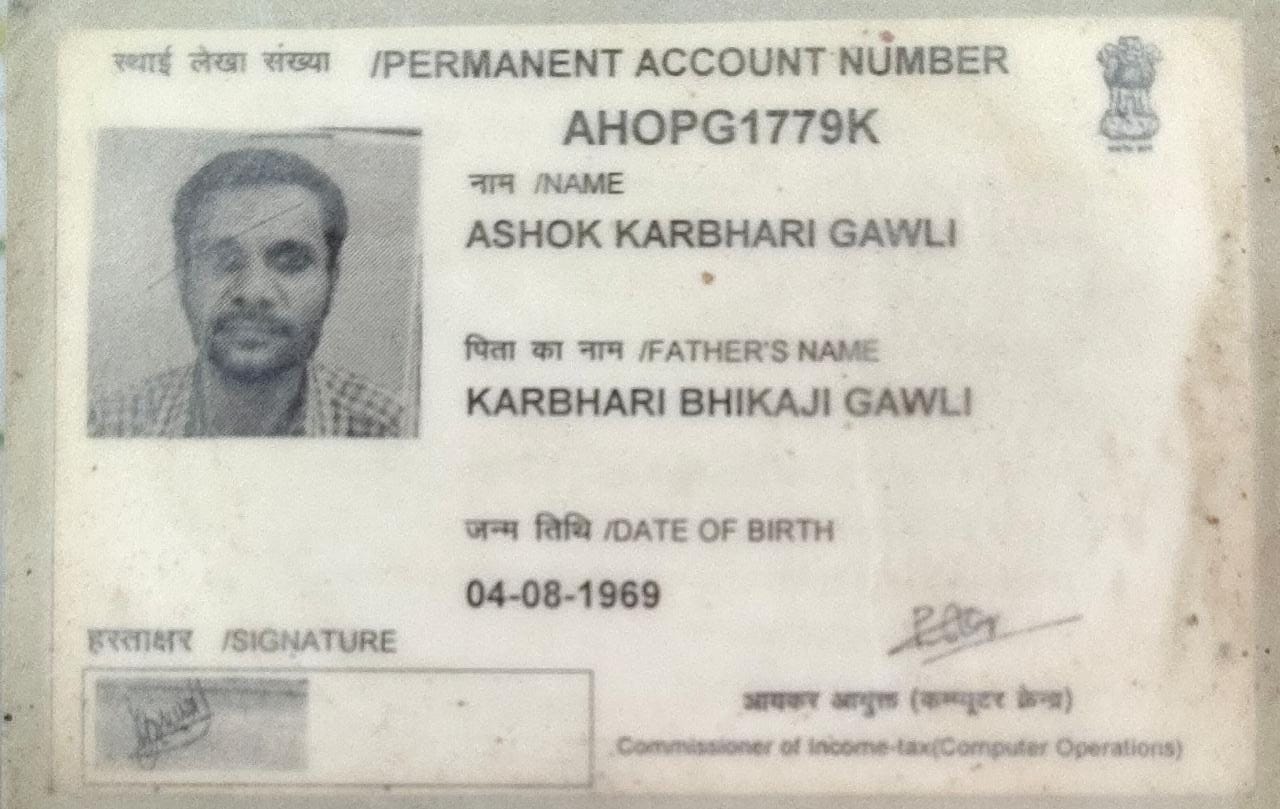 स्थाई लेखा संख्या /PERMANENT ACCOUNT NUMBER
AHOPG1779K
नाम /NAME
ASHOK KARBHARI GAWLI
पिता का नाम /FATHER'S NAME
KARBHARI BHIKAJI GAWLI
जन्म तिथि /DATE OF BIRTH
04-08-1969
हस्ताक्षर /SIGNATURE
आयकर आयुक्त (कम्प्यूटर केन्द्र)
Commissioner of Income-tax(Computer Operations)